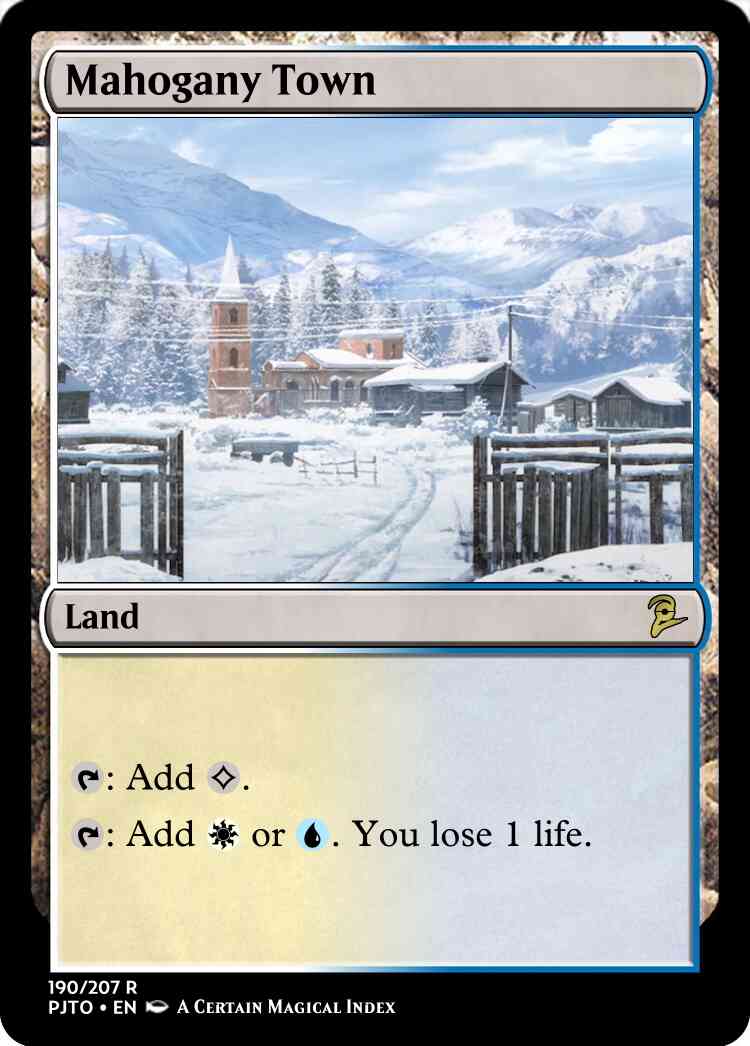 Mahogany Town
Land
: Add .
: Add or . You lose 1 life.
190/207 R
PJTO • EN A Certain Magical Index